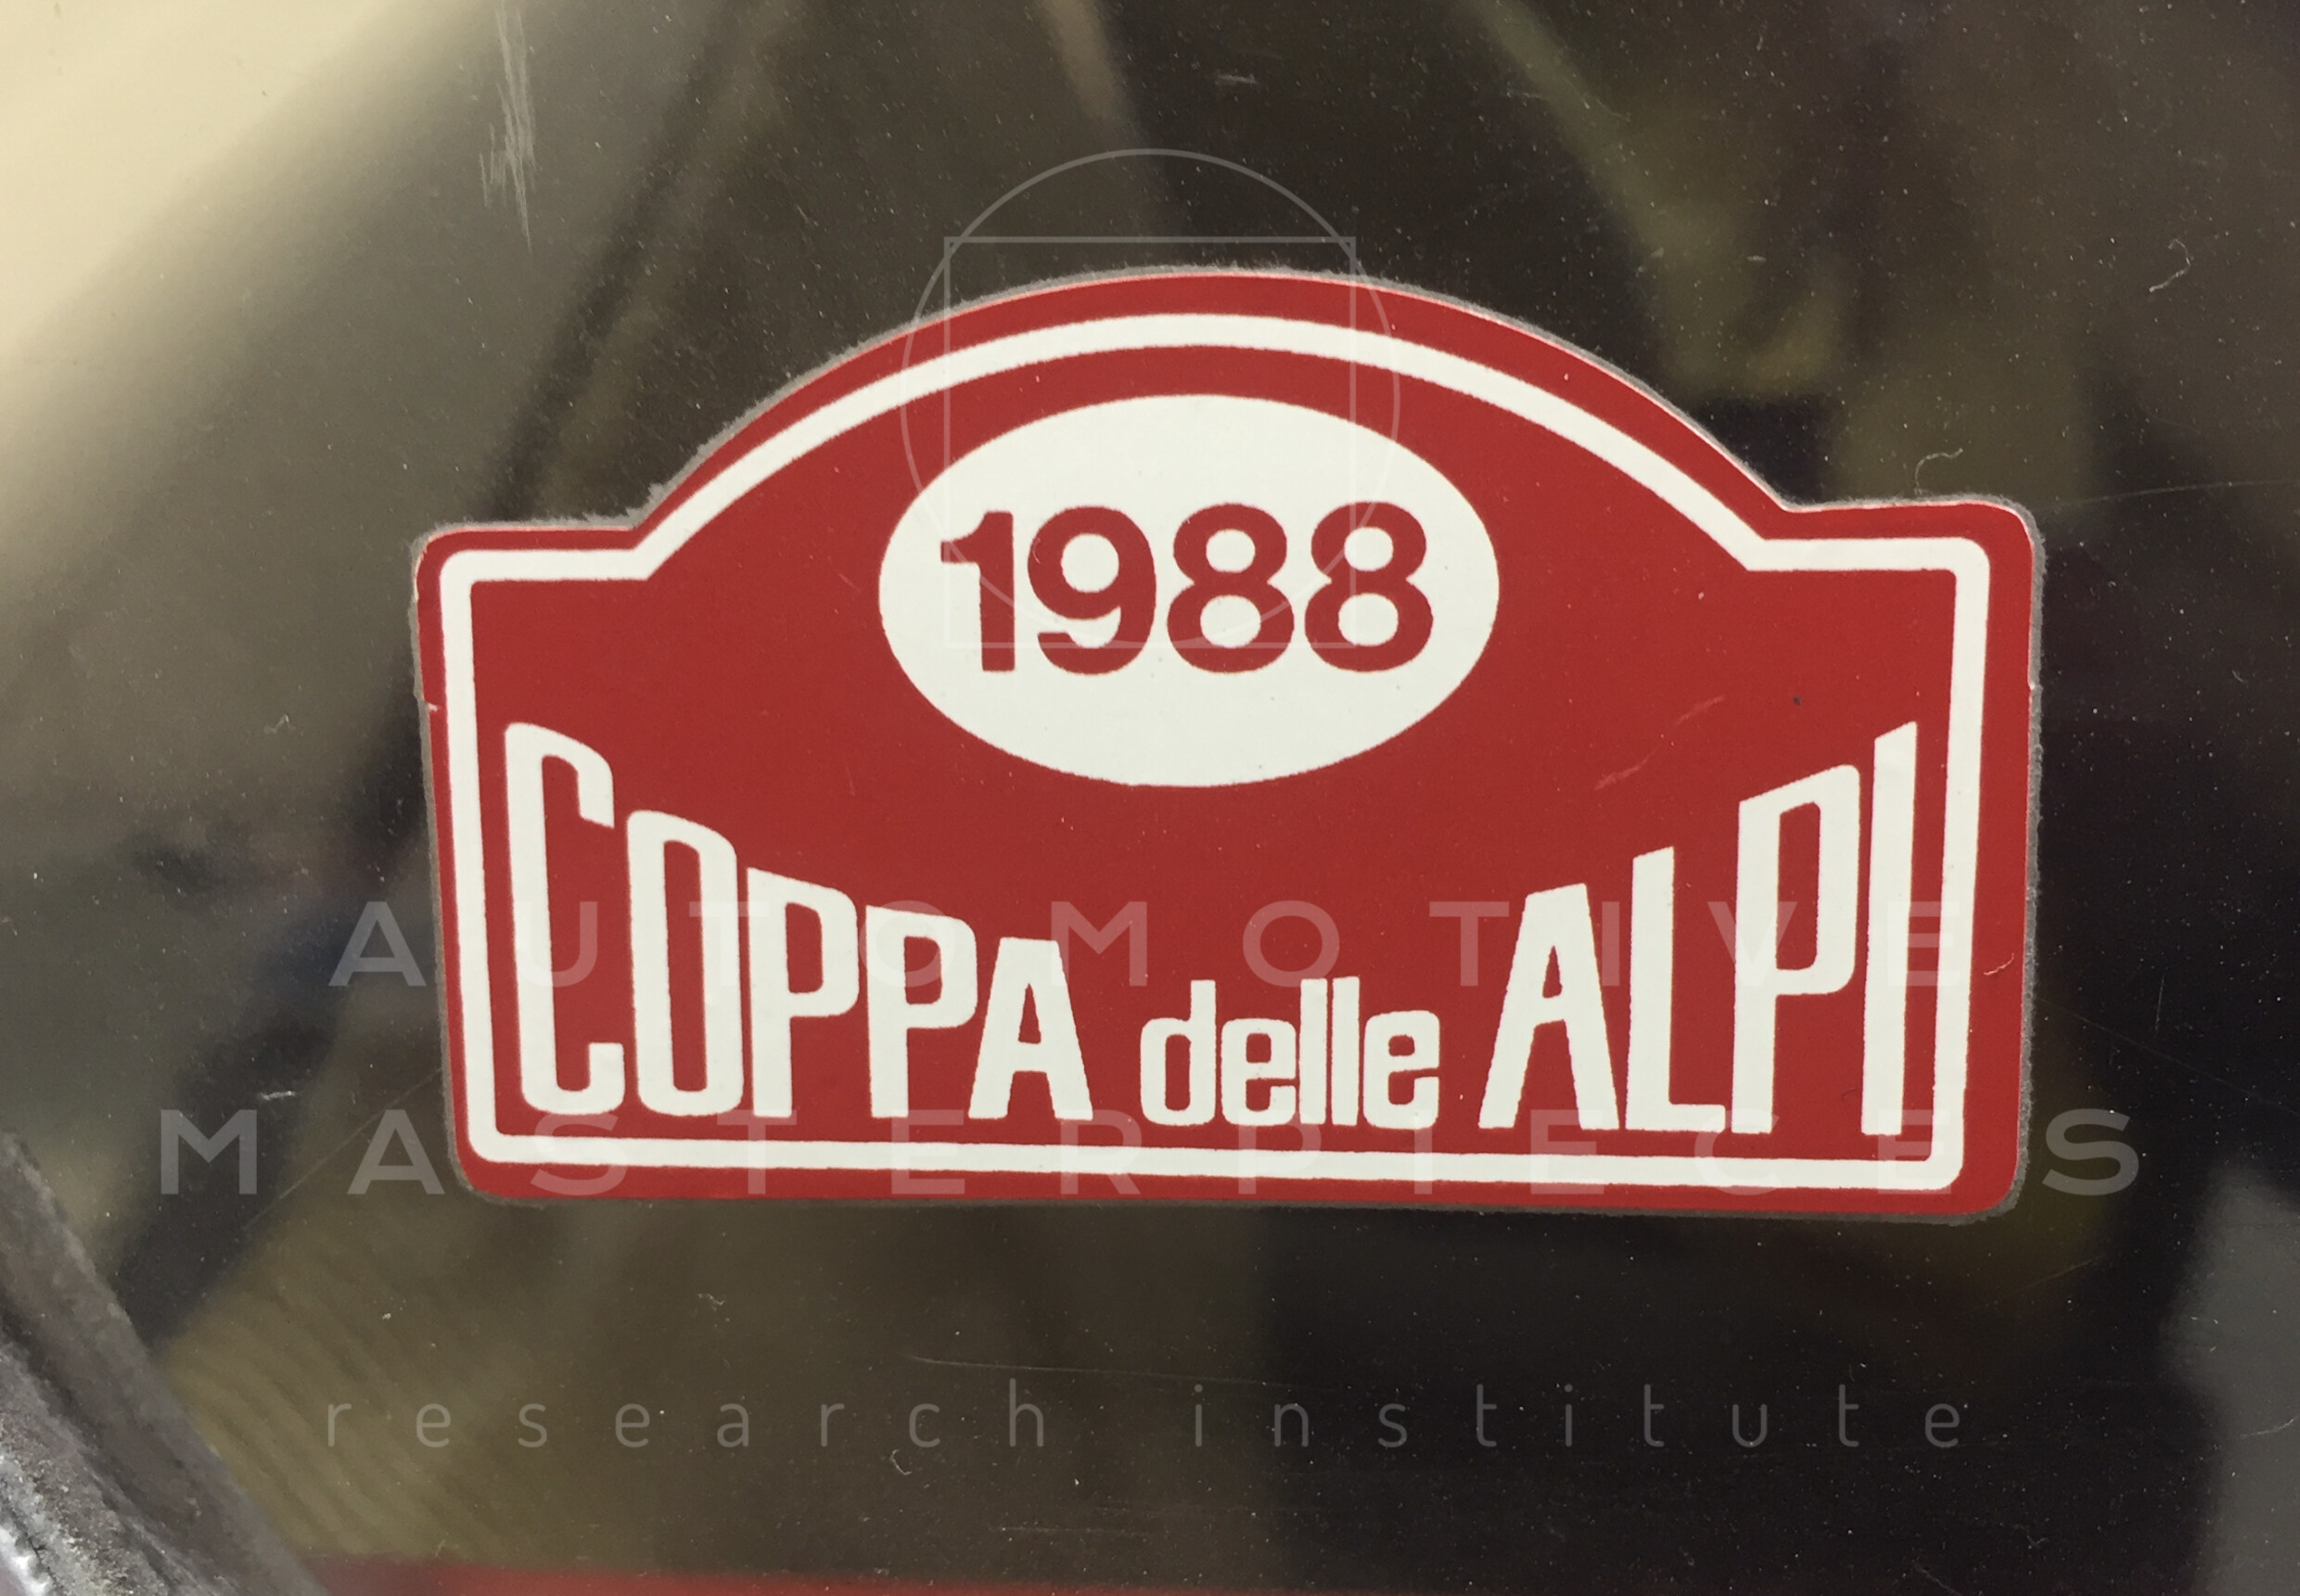 1988
COPPA delle ALPI
AUTOMOTIVE
MASTERPIECES
research institute